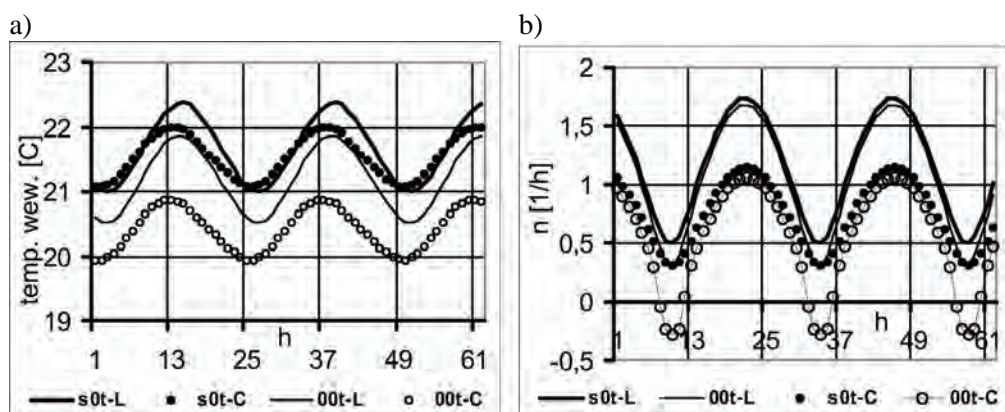 a)
23
22
21
20
19
temp. wew. [C]
h
1 13 25 37 49 61
s0t-L s0t-C 00t-L 00t-C
b)
2
1,5
1
0,5
0
-0,5
n [1/h]
h
1 13 25 37 49 61
s0t-L 00t-L s0t-C 00t-C